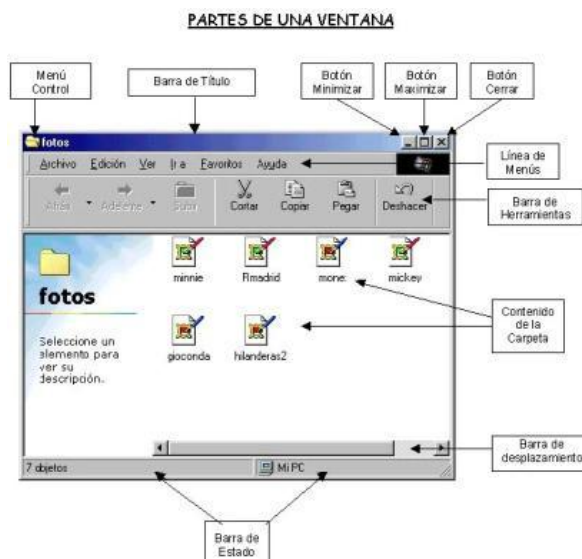 PARTES DE UNA VENTANA
Menú
Control
Barra de Título
Botón
Minimizar
Botón
Maximizar
Botón
Cerrar
fotos
Archivo Edición Ver Ir a Favoritos Ayuda
Línea de
Menús
Atrás Adelante Subir Cortar Copiar Pegar Deshacer
Barra de
Herramientas
minnie Rmadrid monet mickey
fotos
Seleccione un
elemento para
ver su
descripción.
Contenido
de la
Carpeta
gioconda hilanderas2
Barra de
desplazamiento
7 objetos Mi PC
Barra de
Estado